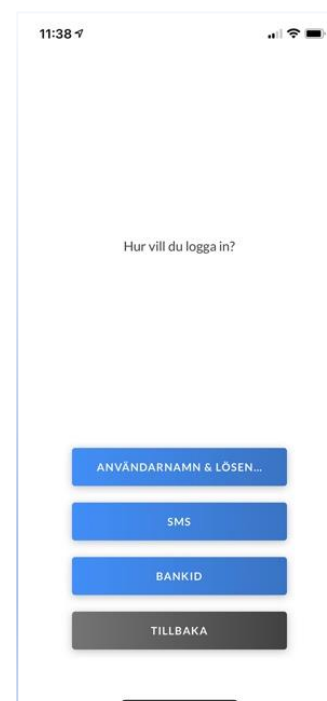 11:38
Hur vill du logga in?
ANVÄNDARNAMN & LÖSEN...
SMS
BANKID
TILLBAKA